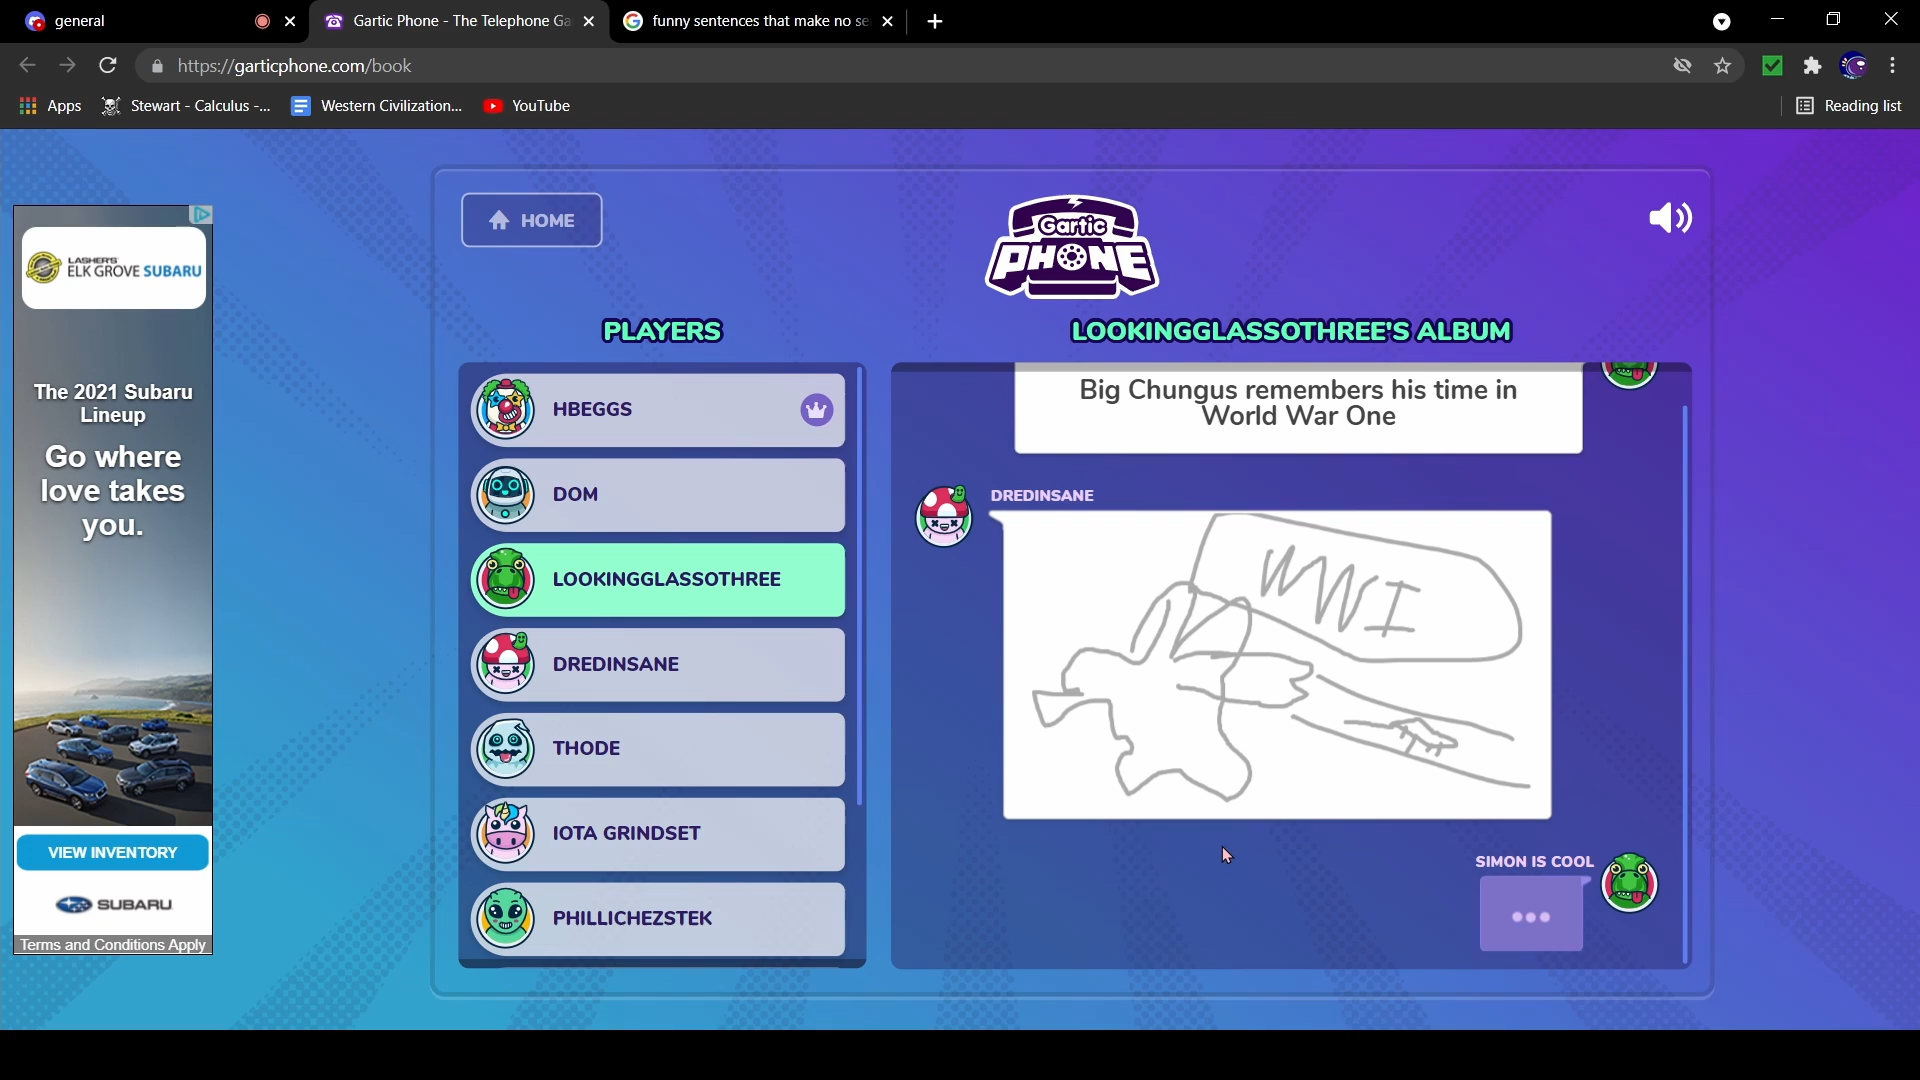 general
Gartic Phone - The Telephone Ga
funny sentences that make no se
https://garticphone.com/book
Apps
Stewart - Calculus -...
Western Civilization...
YouTube
Reading list
HOME
Gartic
PHONE
LASHER'S
ELK GROVE SUBARU
The 2021 Subaru
Lineup
Go where
love takes
you.
VIEW INVENTORY
SUBARU
Terms and Conditions Apply
PLAYERS
HBEGGS
DOM
LOOKINGGLASSOTHREE
DREDINSANE
THODE
IOTA GRINDSET
PHILLICHEZSTEK
LOOKINGGLASSOTHREE'S ALBUM
Big Chungus remembers his time in
World War One
DREDINSANE
WWI
SIMON IS COOL
...